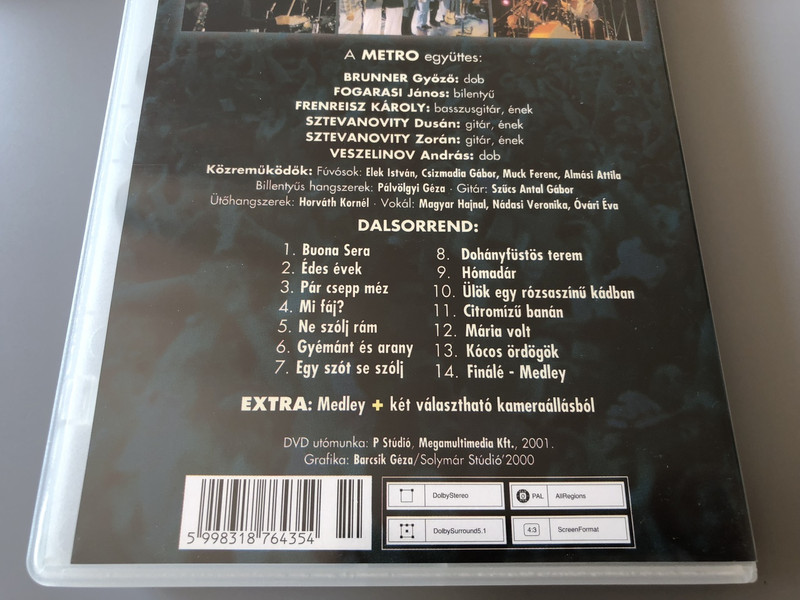 A METRO együttes:
BRUNNER Győző: dob
FOGARASI János: bilentyű
FRENREISZ KÁROLY: basszusgitár, ének
SZTEVANOVITY Dusán: gitár, ének
SZTEVANOVITY Zorán: gitár, ének
VESZELINOV András: dob
Közreműködők: Fúvósok: Elek István, Csizmadia Gábor, Muck Ferenc, Almási Attila
Billentyűs hangszerek: Pálvölgyi Géza · Gitár: Szűcs Antal Gábor
Ütőhangszerek: Horváth Kornél · Vokál: Magyar Hajnal, Nádasi Veronika, Óvári Éva
DALSORREND:
1. Buona Sera
2. Édes évek
3. Pár csepp méz
4. Mi fáj?
5. Ne szólj rám
6. Gyémánt és arany
7. Egy szót se szólj
8. Dohányfüstös terem
9. Hómadár
10. Ülök egy rózsaszínű kádban
11. Citromízű banán
12. Mária volt
13. Kócos ördögök
14. Finálé - Medley
EXTRA: Medley + két választható kameraállásból
DVD utómunka: P Stúdió, Megamultimedia Kft., 2001.
Grafika: Barcsik Géza/Solymár Stúdió'2000
5 998318 764354
DolbyStereo
PAL AllRegions
DolbySurround5.1
4:3 ScreenFormat